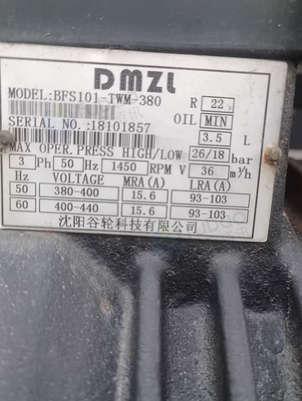 DMZL
MODEL:BFS101-TWM-380 R 22
OIL MIN
SERIAL NO.:18101857 3.5 L
MAX OPER.PRESS HIGH/LOW 26/18 bar
3 Ph 50 Hz 1450 RPM V 36 m³/h
Hz VOLTAGE MRA(A) LRA(A)
50 380-400 15.6 93-103
60 400-440 15.6 93-103
沈阳谷轮科技有限公司